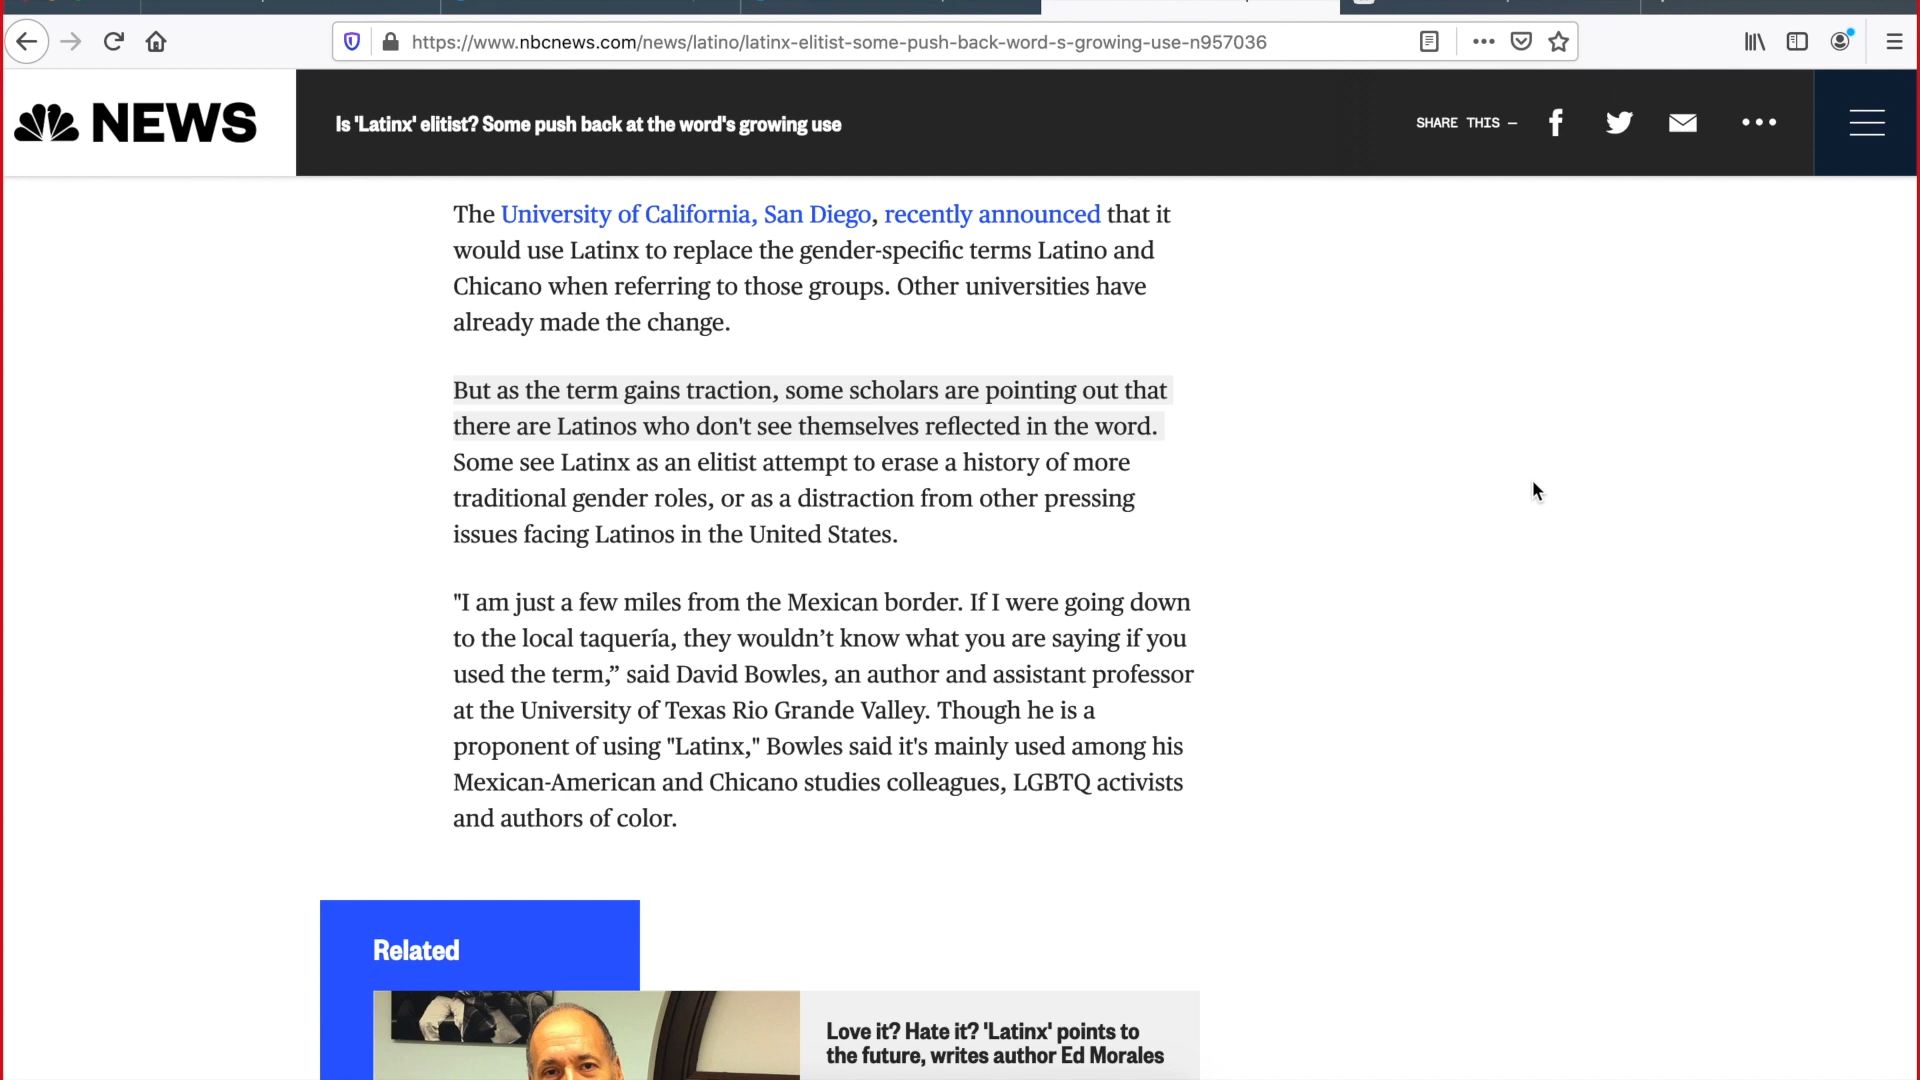 https://www.nbcnews.com/news/latino/latinx-elitist-some-push-back-word-s-growing-use-n957036
NEWS
Is 'Latinx' elitist? Some push back at the word's growing use
SHARE THIS —
The University of California, San Diego, recently announced that it
would use Latinx to replace the gender-specific terms Latino and
Chicano when referring to those groups. Other universities have
already made the change.
But as the term gains traction, some scholars are pointing out that
there are Latinos who don't see themselves reflected in the word.
Some see Latinx as an elitist attempt to erase a history of more
traditional gender roles, or as a distraction from other pressing
issues facing Latinos in the United States.
"I am just a few miles from the Mexican border. If I were going down
to the local taquería, they wouldn’t know what you are saying if you
used the term,” said David Bowles, an author and assistant professor
at the University of Texas Rio Grande Valley. Though he is a
proponent of using "Latinx," Bowles said it's mainly used among his
Mexican-American and Chicano studies colleagues, LGBTQ activists
and authors of color.
Related
Love it? Hate it? 'Latinx' points to
the future, writes author Ed Morales